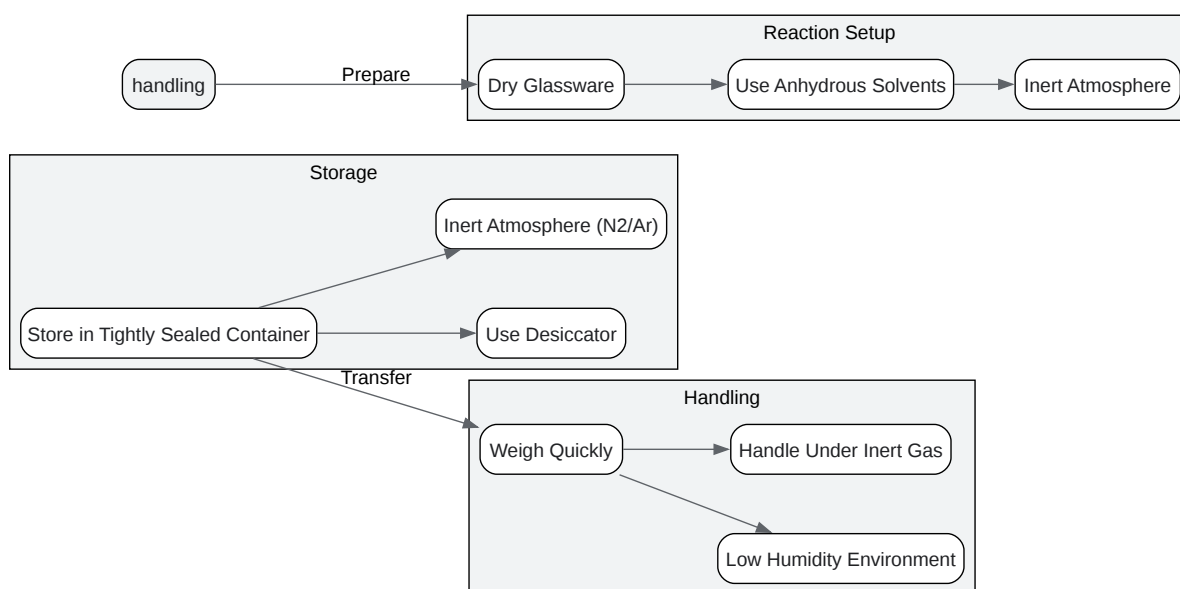 Reaction Setup
handling
Prepare
Dry Glassware
Use Anhydrous Solvents
Inert Atmosphere
Storage
Inert Atmosphere (N2/Ar)
Store in Tightly Sealed Container
Use Desiccator
Transfer
Handling
Weigh Quickly
Handle Under Inert Gas
Low Humidity Environment